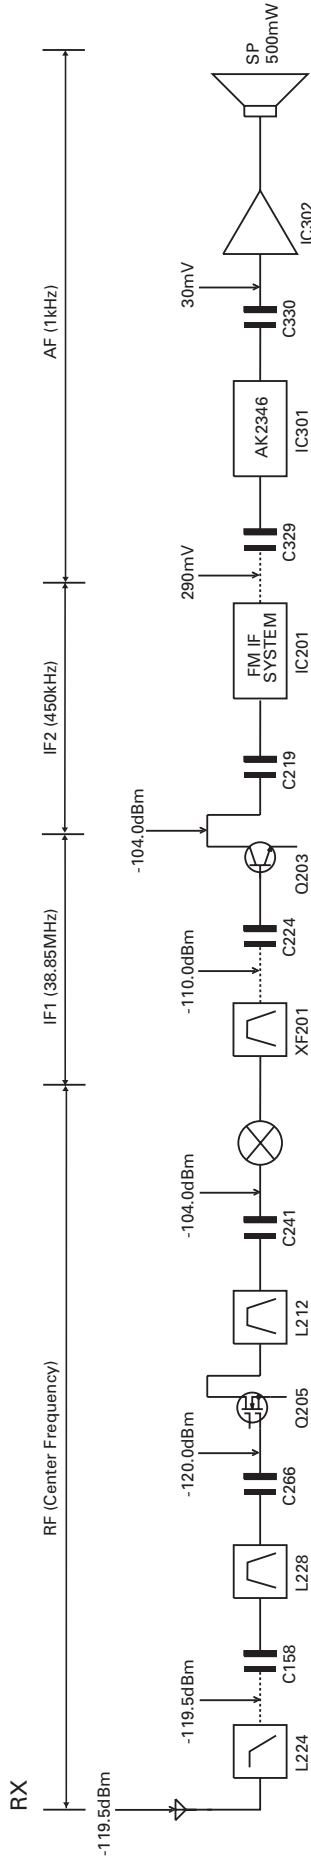 RX
RF (Center Frequency)
IF1 (38.85MHz)
IF2 (450kHz)
AF (1kHz)
-119.5dBm
-119.5dBm
-120.0dBm
-104.0dBm
-110.0dBm
-104.0dBm
290mV
30mV
SP
500mW
FM IF
SYSTEM
AK2346
L224
C158
L228
C266
Q205
L212
C241
XF201
C224
Q203
C219
IC201
C329
IC301
C330
IC302